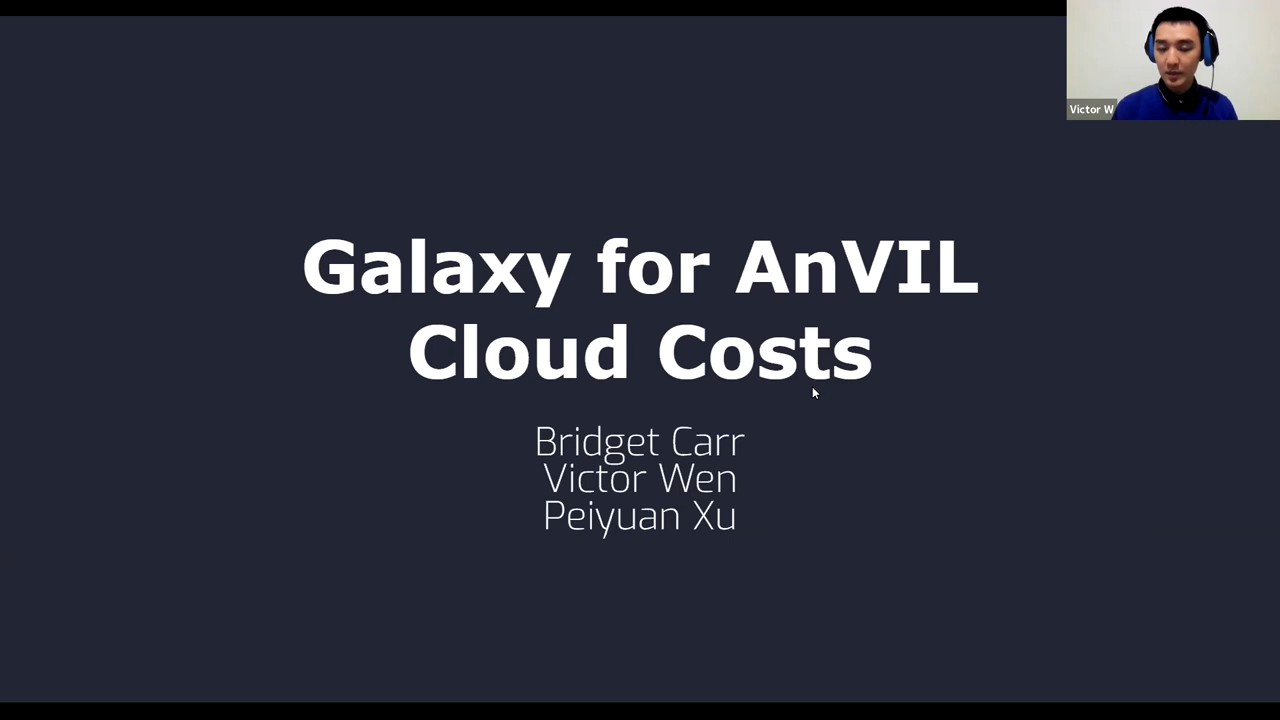 Victor W
Galaxy for AnVIL
Cloud Costs
Bridget Carr
Victor Wen
Peiyuan Xu